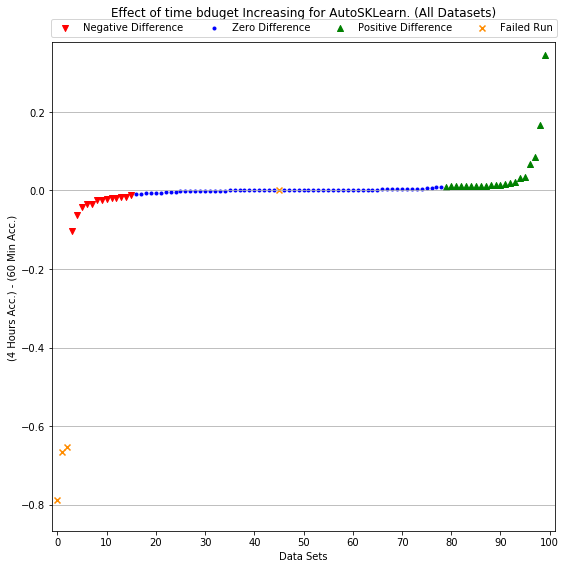 Effect of time bduget Increasing for AutoSKLearn. (All Datasets)
Negative Difference Zero Difference Positive Difference Failed Run
0.2
0.0
−0.2
−0.4
−0.6
−0.8
(4 Hours Acc.) - (60 Min Acc.)
0 10 20 30 40 50 60 70 80 90 100
Data Sets